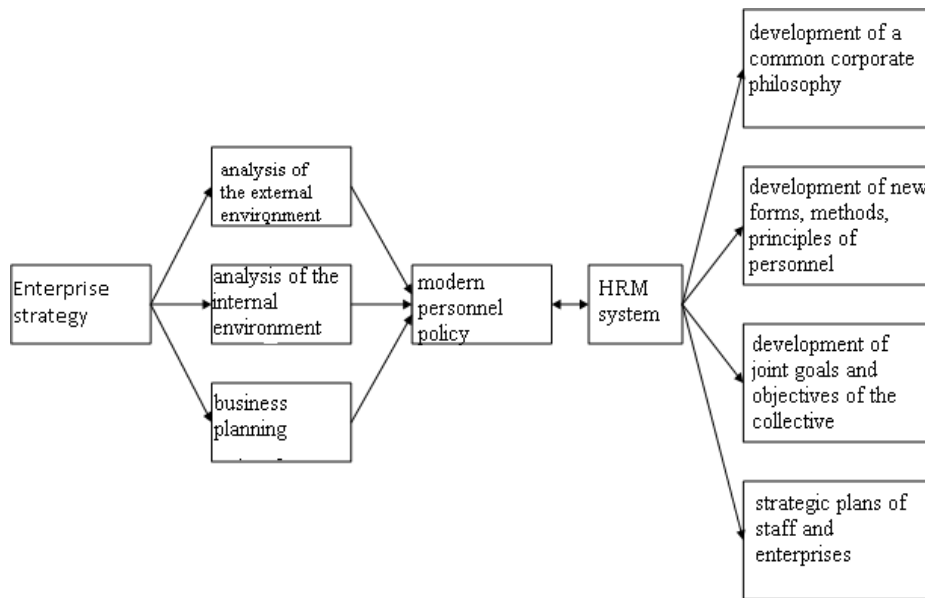 Enterprise
strategy
analysis of
the external
environment
analysis of the
internal
environment
business
planning
modern
personnel
policy
HRM
system
development of a
common corporate
philosophy
development of new
forms, methods,
principles of
personnel
development of
joint goals and
objectives of the
collective
strategic plans of
staff and
enterprises